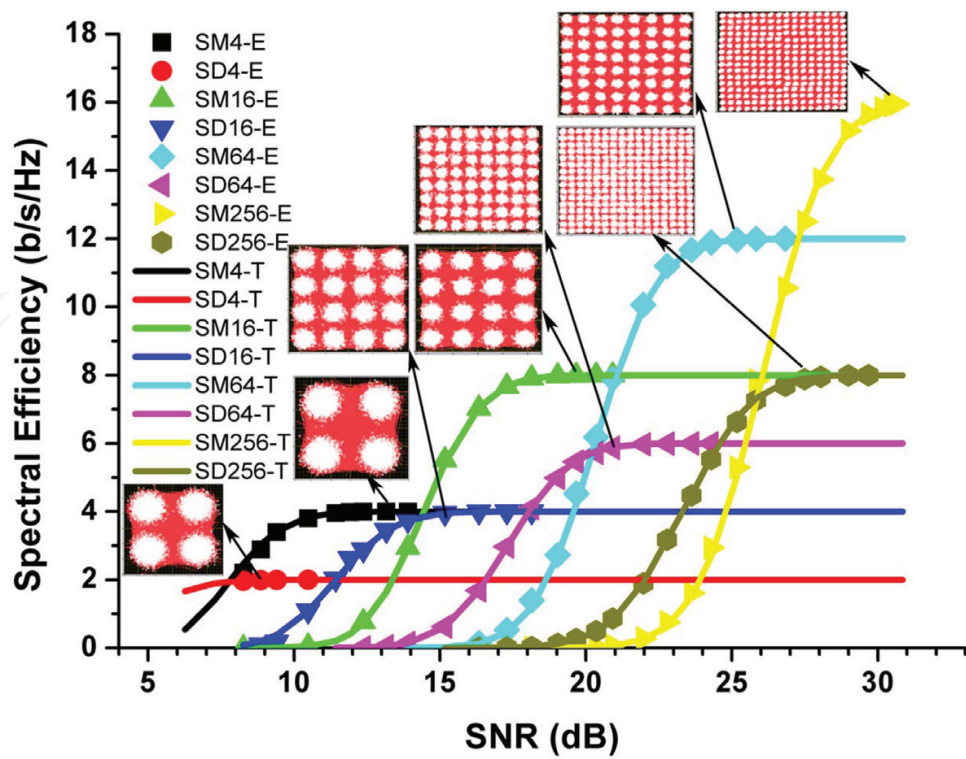 Spectral Efficiency (b/s/Hz)
18
16
14
12
10
8
6
4
2
0
SM4-E
SD4-E
SM16-E
SD16-E
SM64-E
SD64-E
SM256-E
SD256-E
SM4-T
SD4-T
SM16-T
SD16-T
SM64-T
SD64-T
SM256-T
SD256-T
5 10 15 20 25 30
SNR (dB)